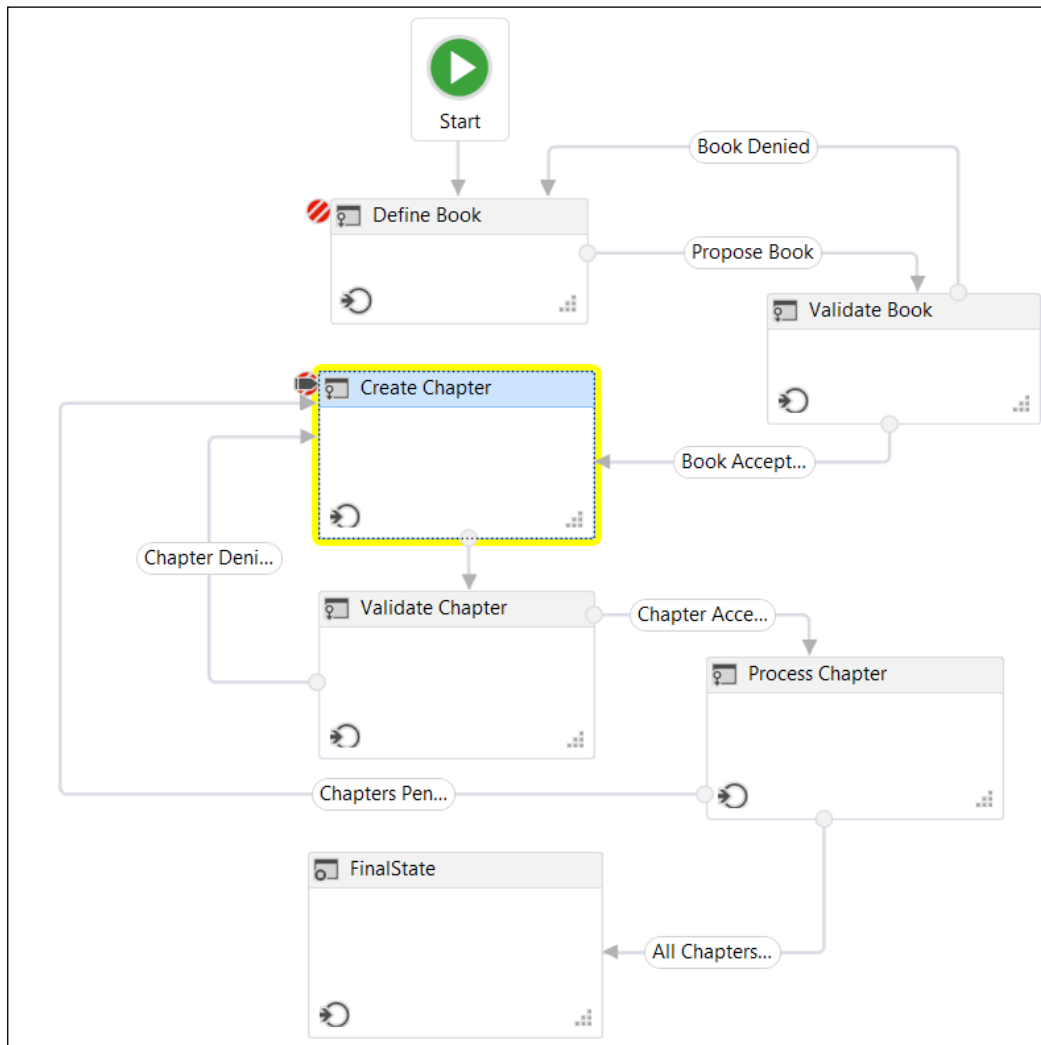 Start
Book Denied
Define Book
Propose Book
Validate Book
Create Chapter
Book Accept...
Chapter Deni...
Validate Chapter
Chapter Acce...
Process Chapter
Chapters Pen...
FinalState
All Chapters...